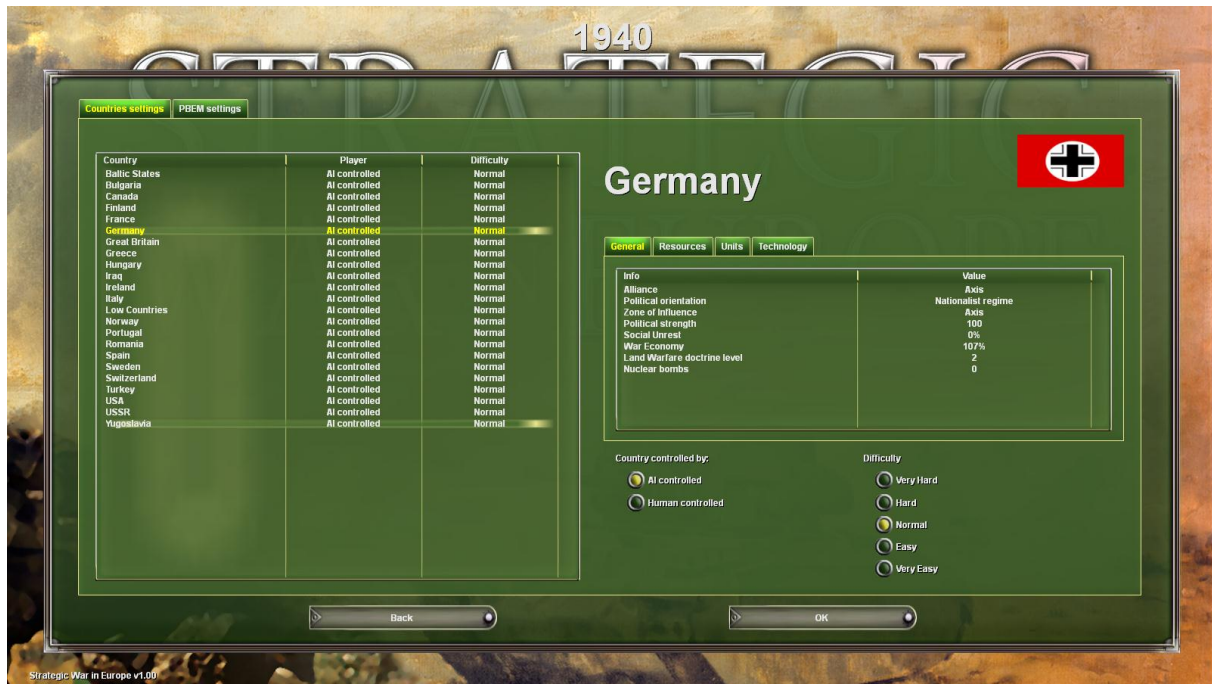 1940
STRATEGIC
Countries settings PBEM settings
Country Player Difficulty
Baltic States AI controlled Normal
Bulgaria AI controlled Normal
Canada AI controlled Normal
Finland AI controlled Normal
France AI controlled Normal
Germany AI controlled Normal
Great Britain AI controlled Normal
Greece AI controlled Normal
Hungary AI controlled Normal
Iraq AI controlled Normal
Ireland AI controlled Normal
Italy AI controlled Normal
Low Countries AI controlled Normal
Norway AI controlled Normal
Portugal AI controlled Normal
Romania AI controlled Normal
Spain AI controlled Normal
Sweden AI controlled Normal
Switzerland AI controlled Normal
Turkey AI controlled Normal
USA AI controlled Normal
USSR AI controlled Normal
Yugoslavia AI controlled Normal
Germany
General Resources Units Technology
Info Value
Alliance Axis
Political orientation Nationalist regime
Zone of Influence Axis
Political strength 100
Social Unrest 0%
War Economy 107%
Land Warfare doctrine level 2
Nuclear bombs 0
Country controlled by:
AI controlled
Human controlled
Difficulty
Very Hard
Hard
Normal
Easy
Very Easy
Back OK
Strategic War in Europe v1.00